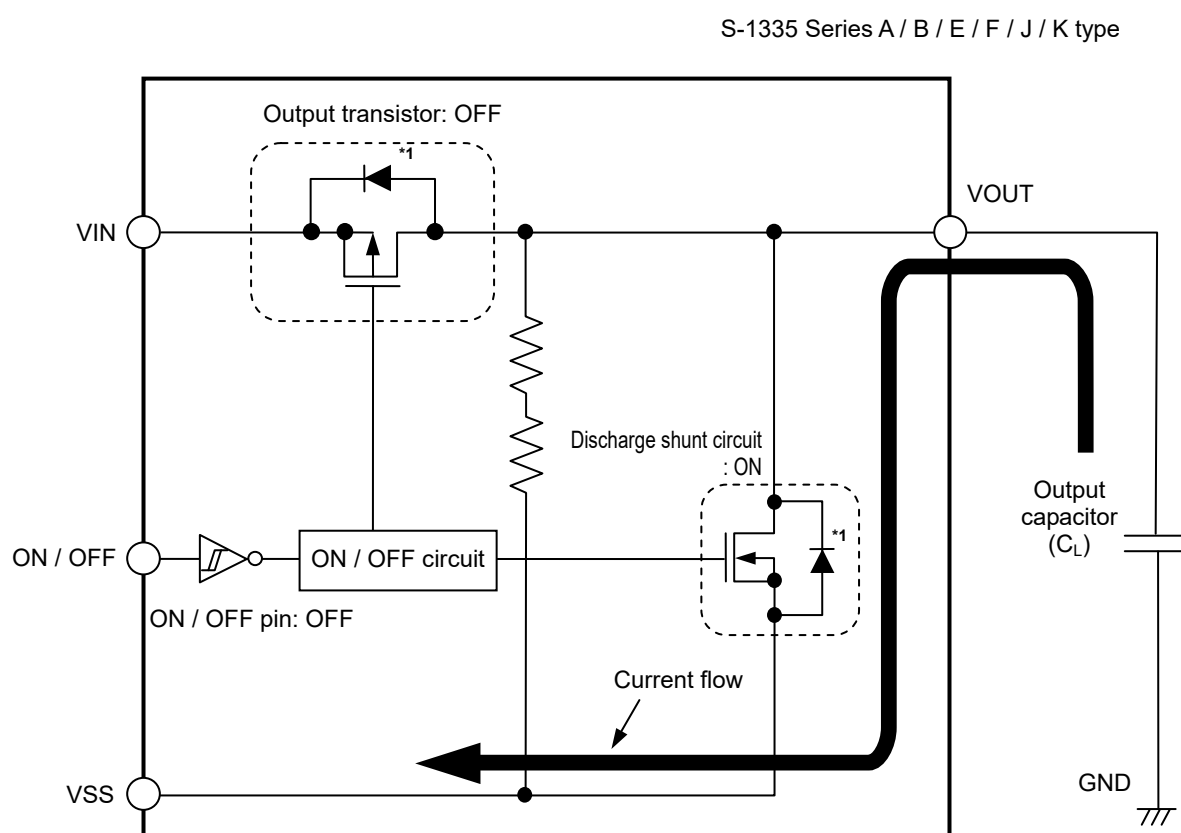 S-1335 Series A / B / E / F / J / K type
Output transistor: OFF
*1
VIN
VOUT
Discharge shunt circuit
: ON
*1
Output
capacitor
(CL)
ON / OFF
ON / OFF circuit
ON / OFF pin: OFF
Current flow
VSS
GND